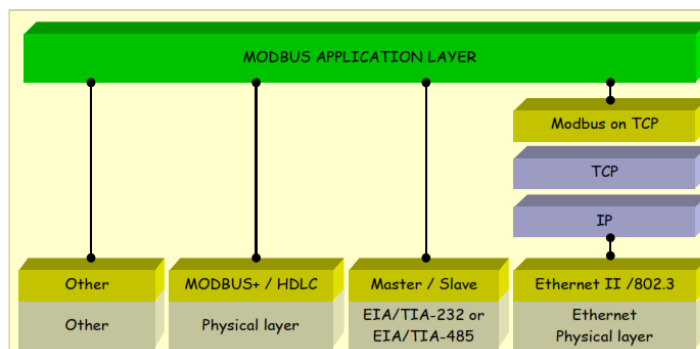 MODBUS APPLICATION LAYER
Modbus on TCP
TCP
IP
Other
MODBUS+ / HDLC
Master / Slave
Ethernet II /802.3
Other
Physical layer
EIA/TIA-232 or
EIA/TIA-485
Ethernet
Physical layer